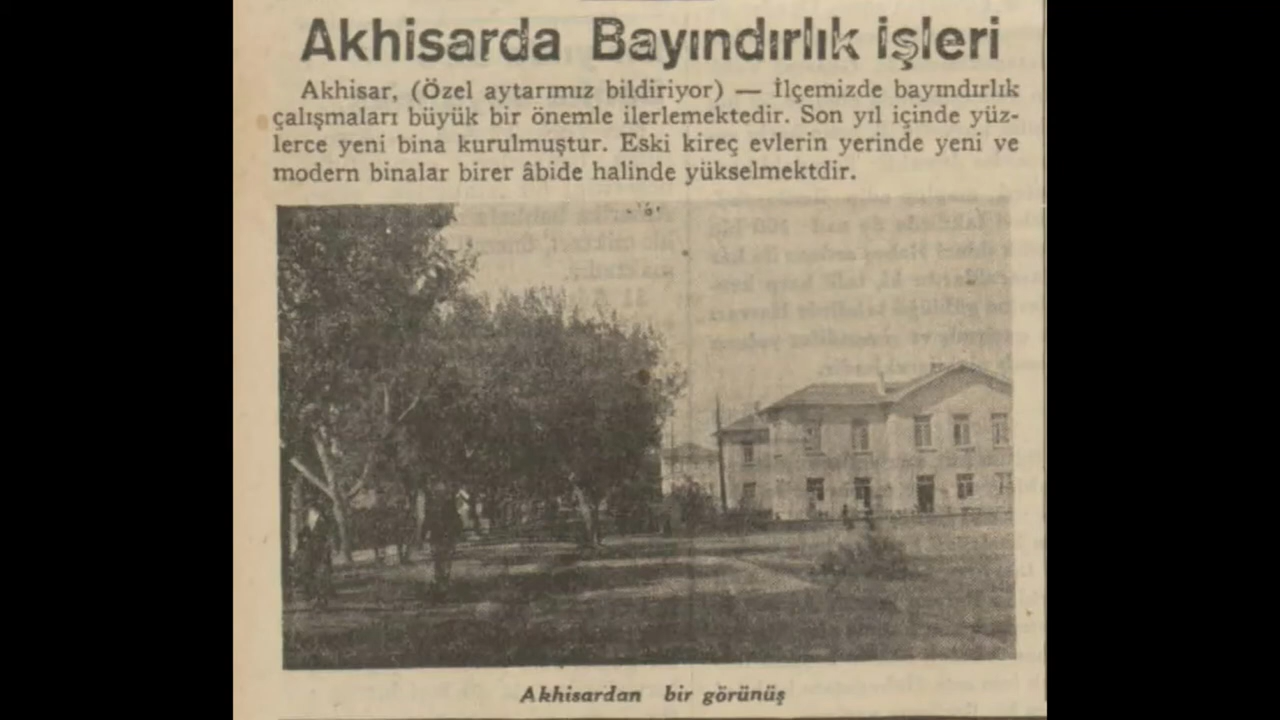 Akhisarda Bayındırlık işleri
Akhisar, (Özel aytarımız bildiriyor) — İlçemizde bayındırlık
çalışmaları büyük bir önemle ilerlemektedir. Son yıl içinde yüz-
lerce yeni bina kurulmuştur. Eski kireç evlerin yerinde yeni ve
modern binalar birer âbide halinde yükselmektdir.
Akhisardan bir görünüş